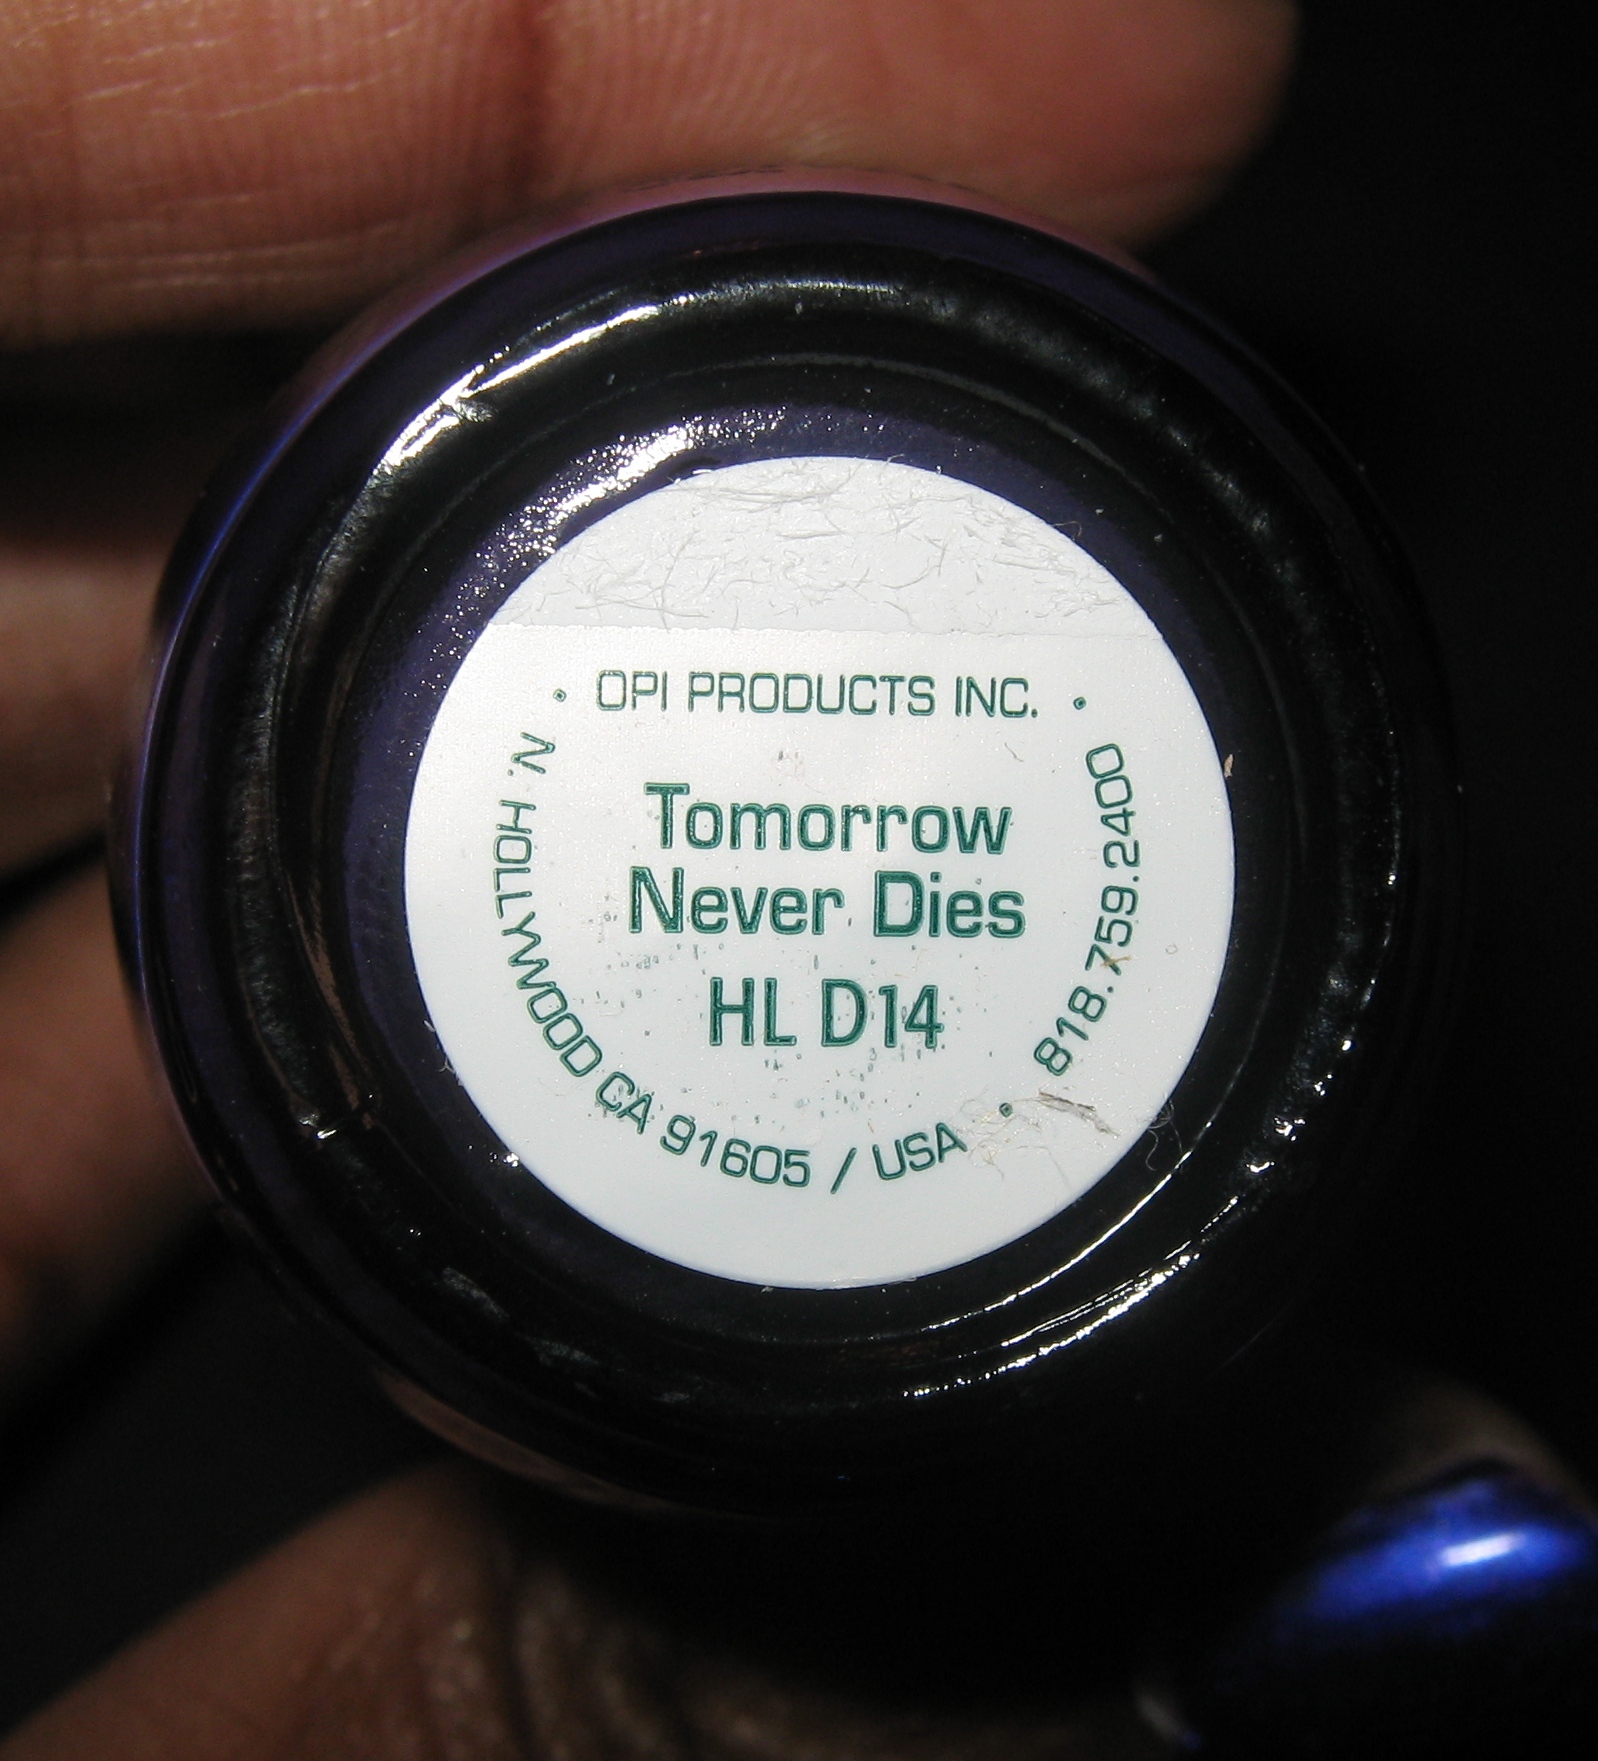 • OPI PRODUCTS INC. •
Tomorrow
Never Dies
HL D14
N. HOLLYWOOD CA 91605 / USA • 818.759.2400